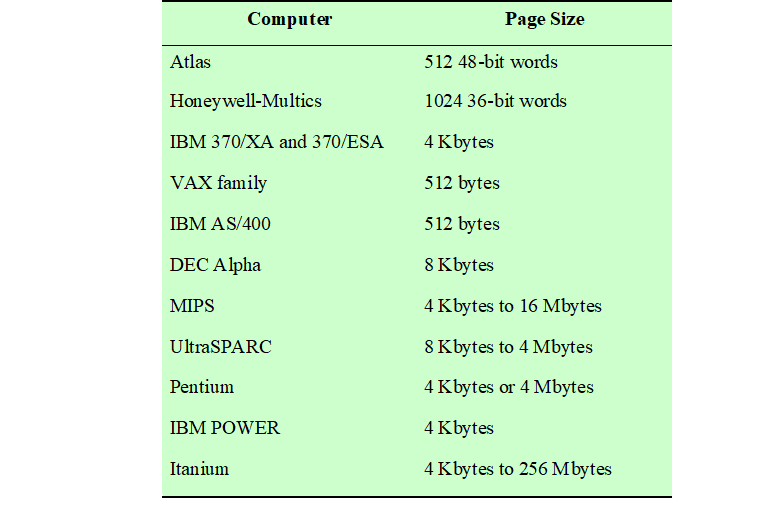 Computer Page Size
Atlas 512 48-bit words
Honeywell-Multics 1024 36-bit words
IBM 370/XA and 370/ESA 4 Kbytes
VAX family 512 bytes
IBM AS/400 512 bytes
DEC Alpha 8 Kbytes
MIPS 4 Kbytes to 16 Mbytes
UltraSPARC 8 Kbytes to 4 Mbytes
Pentium 4 Kbytes or 4 Mbytes
IBM POWER 4 Kbytes
Itanium 4 Kbytes to 256 Mbytes